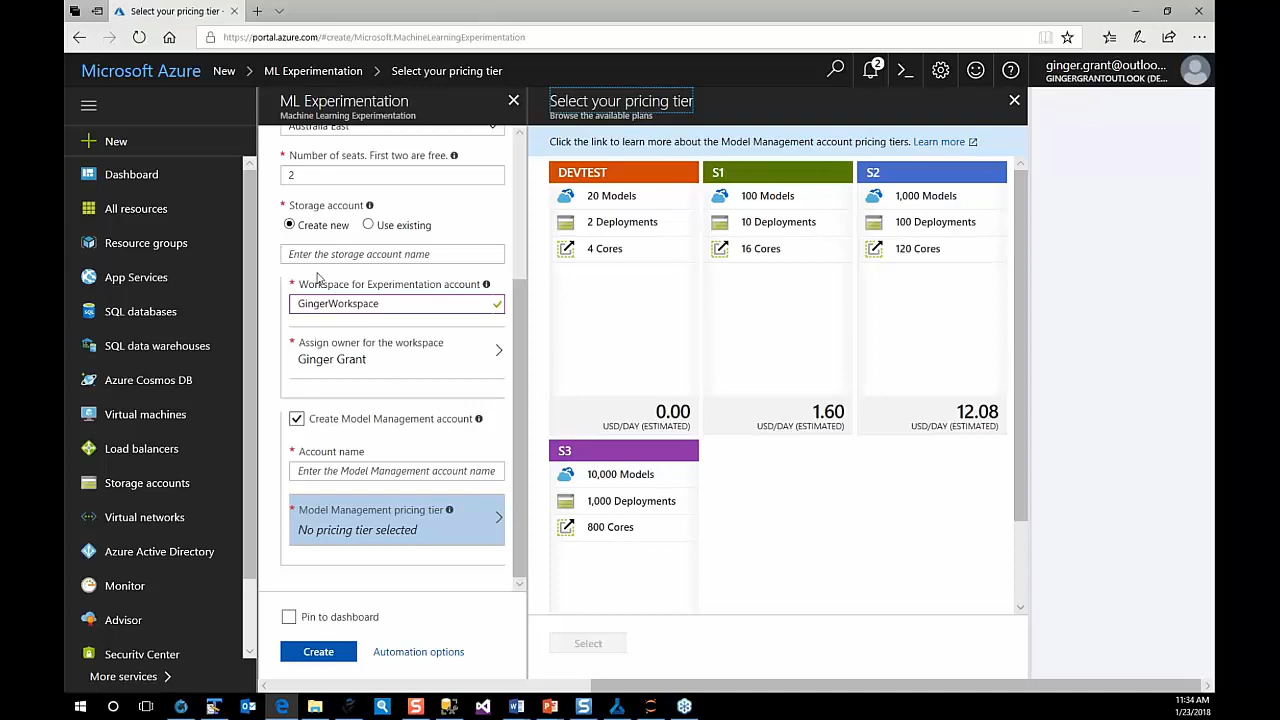 Select your pricing tier -
https://portal.azure.com/#create/Microsoft.MachineLearningExperimentation
Microsoft Azure New > ML Experimentation > Select your pricing tier
2
ginger.grant@outloo...
GINGERGRANTOUTLOOK (DE...
New
Dashboard
All resources
Resource groups
App Services
SQL databases
SQL data warehouses
Azure Cosmos DB
Virtual machines
Load balancers
Storage accounts
Virtual networks
Azure Active Directory
Monitor
Advisor
Security Center
More services >
ML Experimentation
Machine Learning Experimentation
Australia East
* Number of seats. First two are free.
2
* Storage account
Create new
Use existing
Enter the storage account name
* Workspace for Experimentation account
GingerWorkspace
* Assign owner for the workspace
Ginger Grant
Create Model Management account
* Account name
Enter the Model Management account name
* Model Management pricing tier
No pricing tier selected
Pin to dashboard
Create
Automation options
Select your pricing tier
Browse the available plans
Click the link to learn more about the Model Management account pricing tiers. Learn more
DEVTEST
20 Models
2 Deployments
4 Cores
0.00
USD/DAY (ESTIMATED)
S1
100 Models
10 Deployments
16 Cores
1.60
USD/DAY (ESTIMATED)
S2
1,000 Models
100 Deployments
120 Cores
12.08
USD/DAY (ESTIMATED)
S3
10,000 Models
1,000 Deployments
800 Cores
Select
11:34 AM
1/23/2018